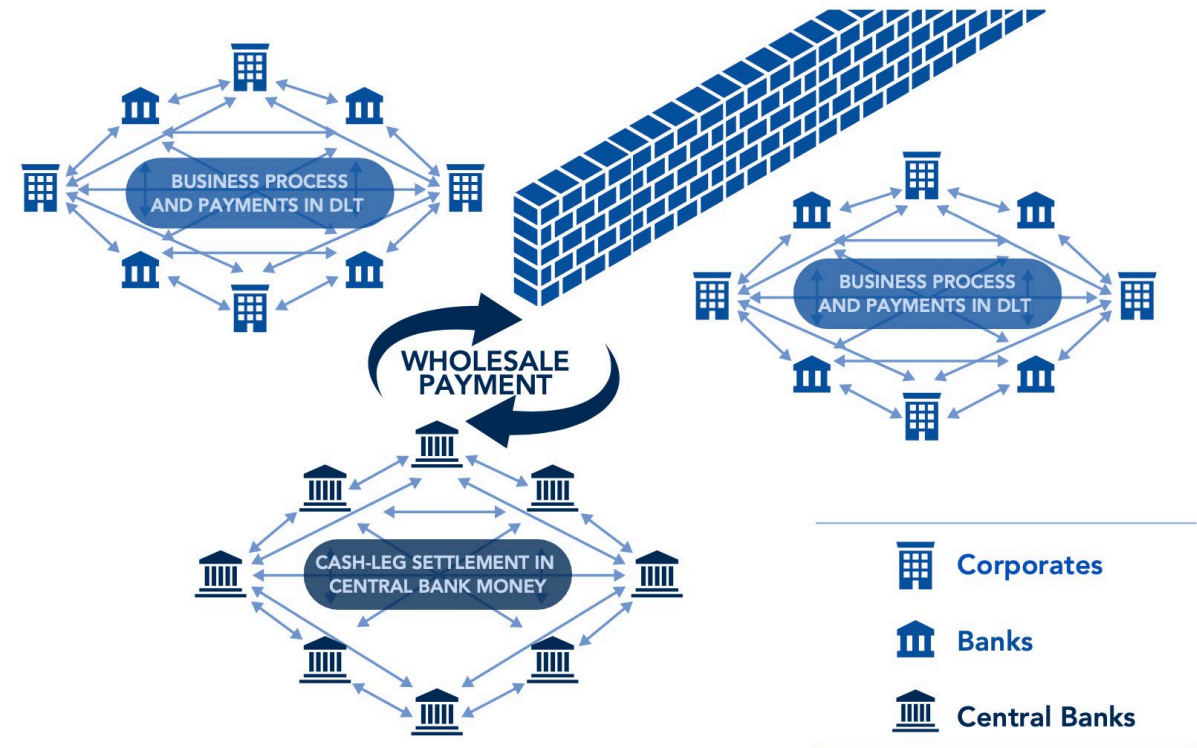 BUSINESS PROCESS
AND PAYMENTS IN DLT
BUSINESS PROCESS
AND PAYMENTS IN DLT
WHOLESALE
PAYMENT
CASH-LEG SETTLEMENT IN
CENTRAL BANK MONEY
Corporates
Banks
Central Banks